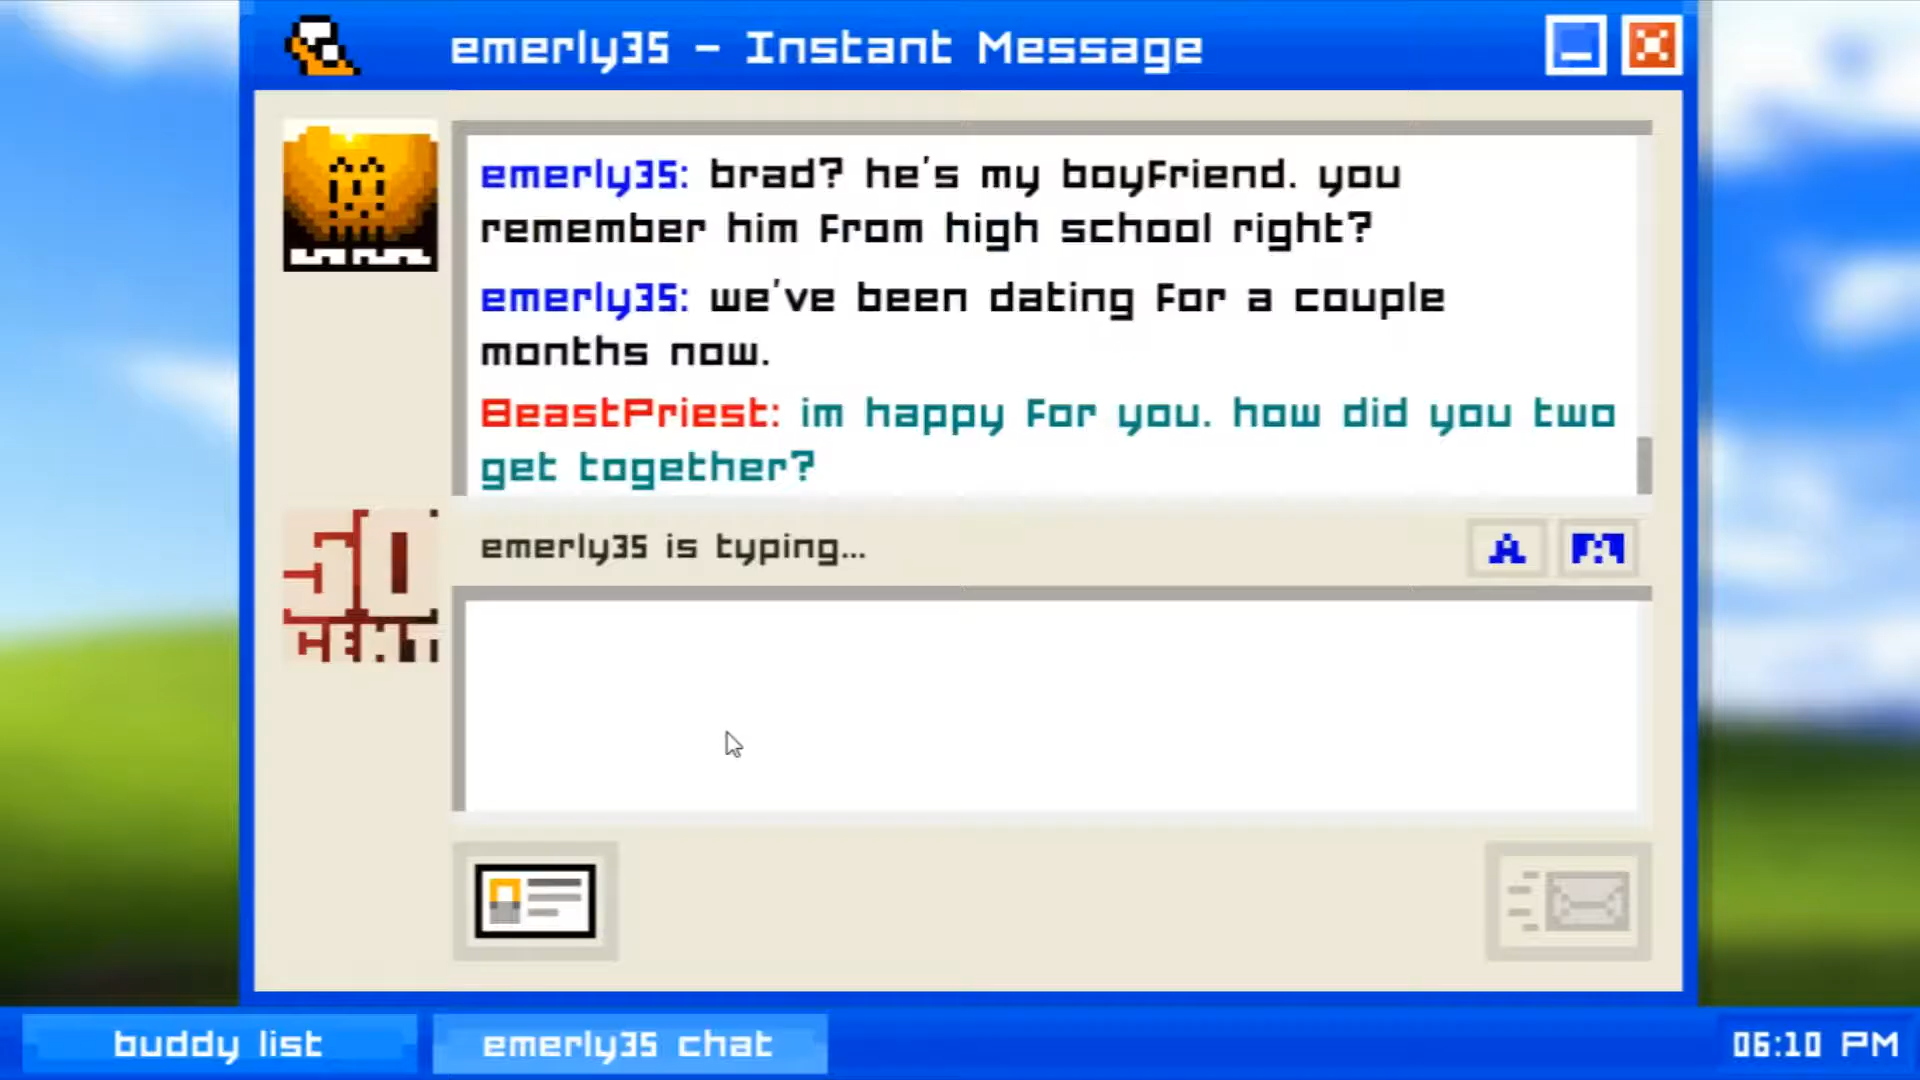 emerly35 - Instant Message
emerly35: brad? he's my boyfriend. you
remember him from high school right?
emerly35: we've been dating for a couple
months now.
BeastPriest: im happy for you. how did you two
get together?
50
emerly35 is typing...
A
buddy list
emerly35 chat
06:10 PM